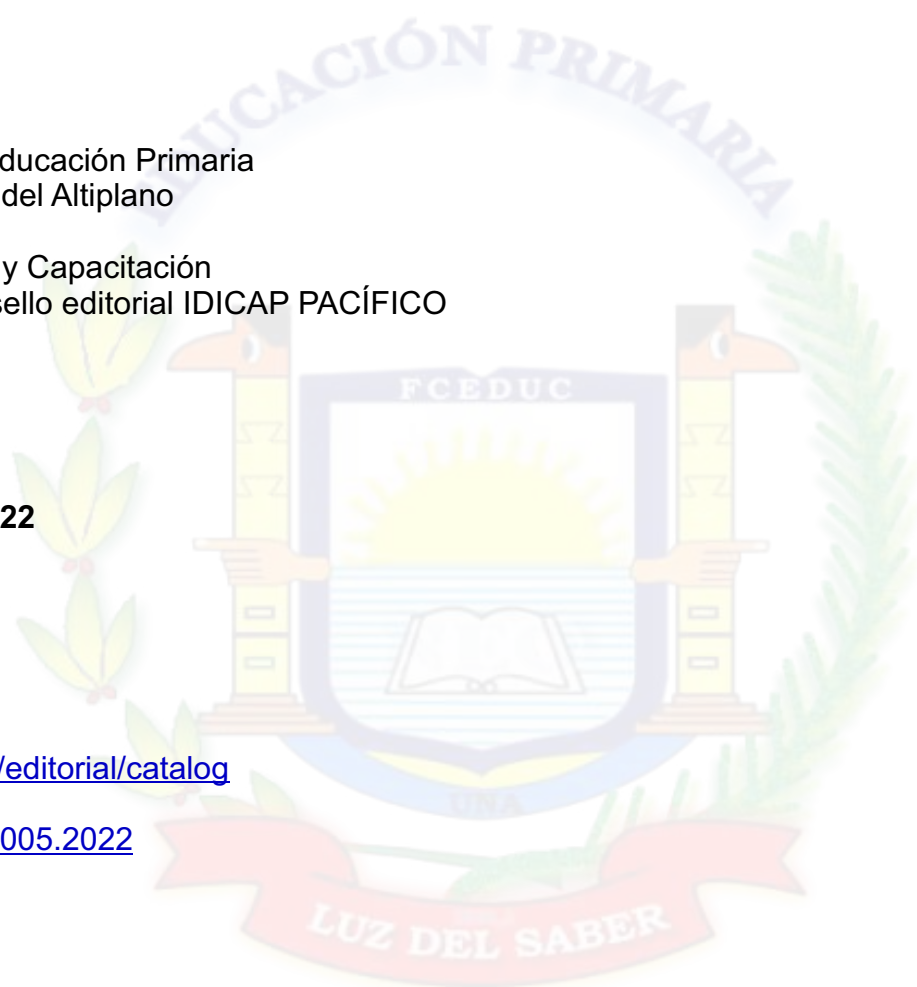 EDUCACIÓN PRIMARIA
ducación Primaria
del Altiplano
y Capacitación
sello editorial IDICAP PACÍFICO
FCEDUC
22
/editorial/catalog
UNA
005.2022
LUZ DEL SABER